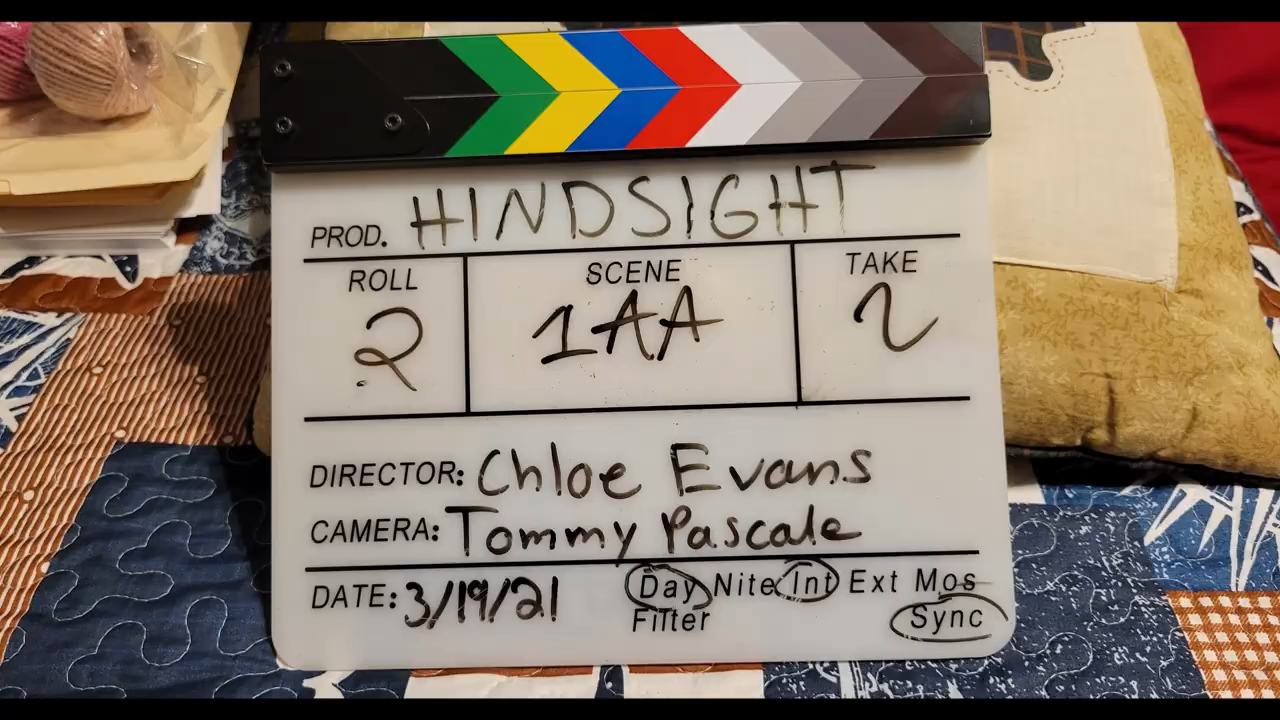 PROD. HINDSIGHT
ROLL SCENE TAKE
2 1AA 2
DIRECTOR: Chloe Evans
CAMERA: Tommy Pascale
DATE: 3/19/21 Day Nite Int Ext Mos
Filter Sync